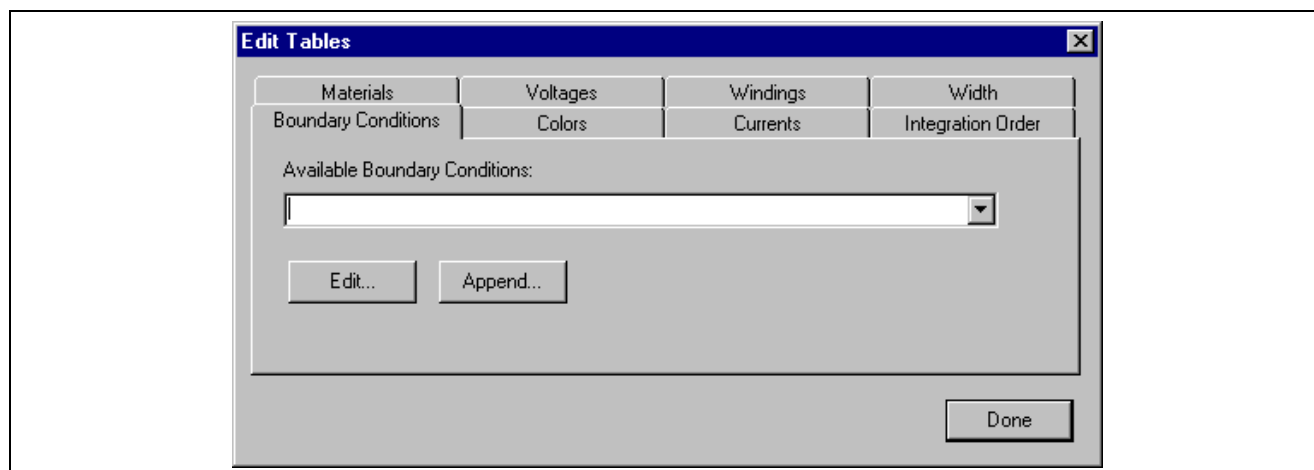 Edit Tables
Materials Voltages Windings Width
Boundary Conditions Colors Currents Integration Order
Available Boundary Conditions:
Edit... Append...
Done